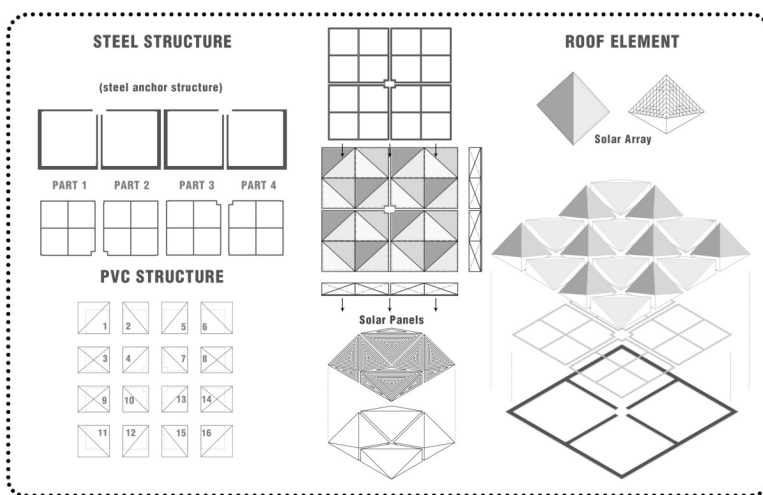 STEEL STRUCTURE
(steel anchor structure)
PART 1 PART 2 PART 3 PART 4
PVC STRUCTURE
1 2 5 6
3 4 7 8
9 10 13 14
11 12 15 16
Solar Panels
ROOF ELEMENT
Solar Array